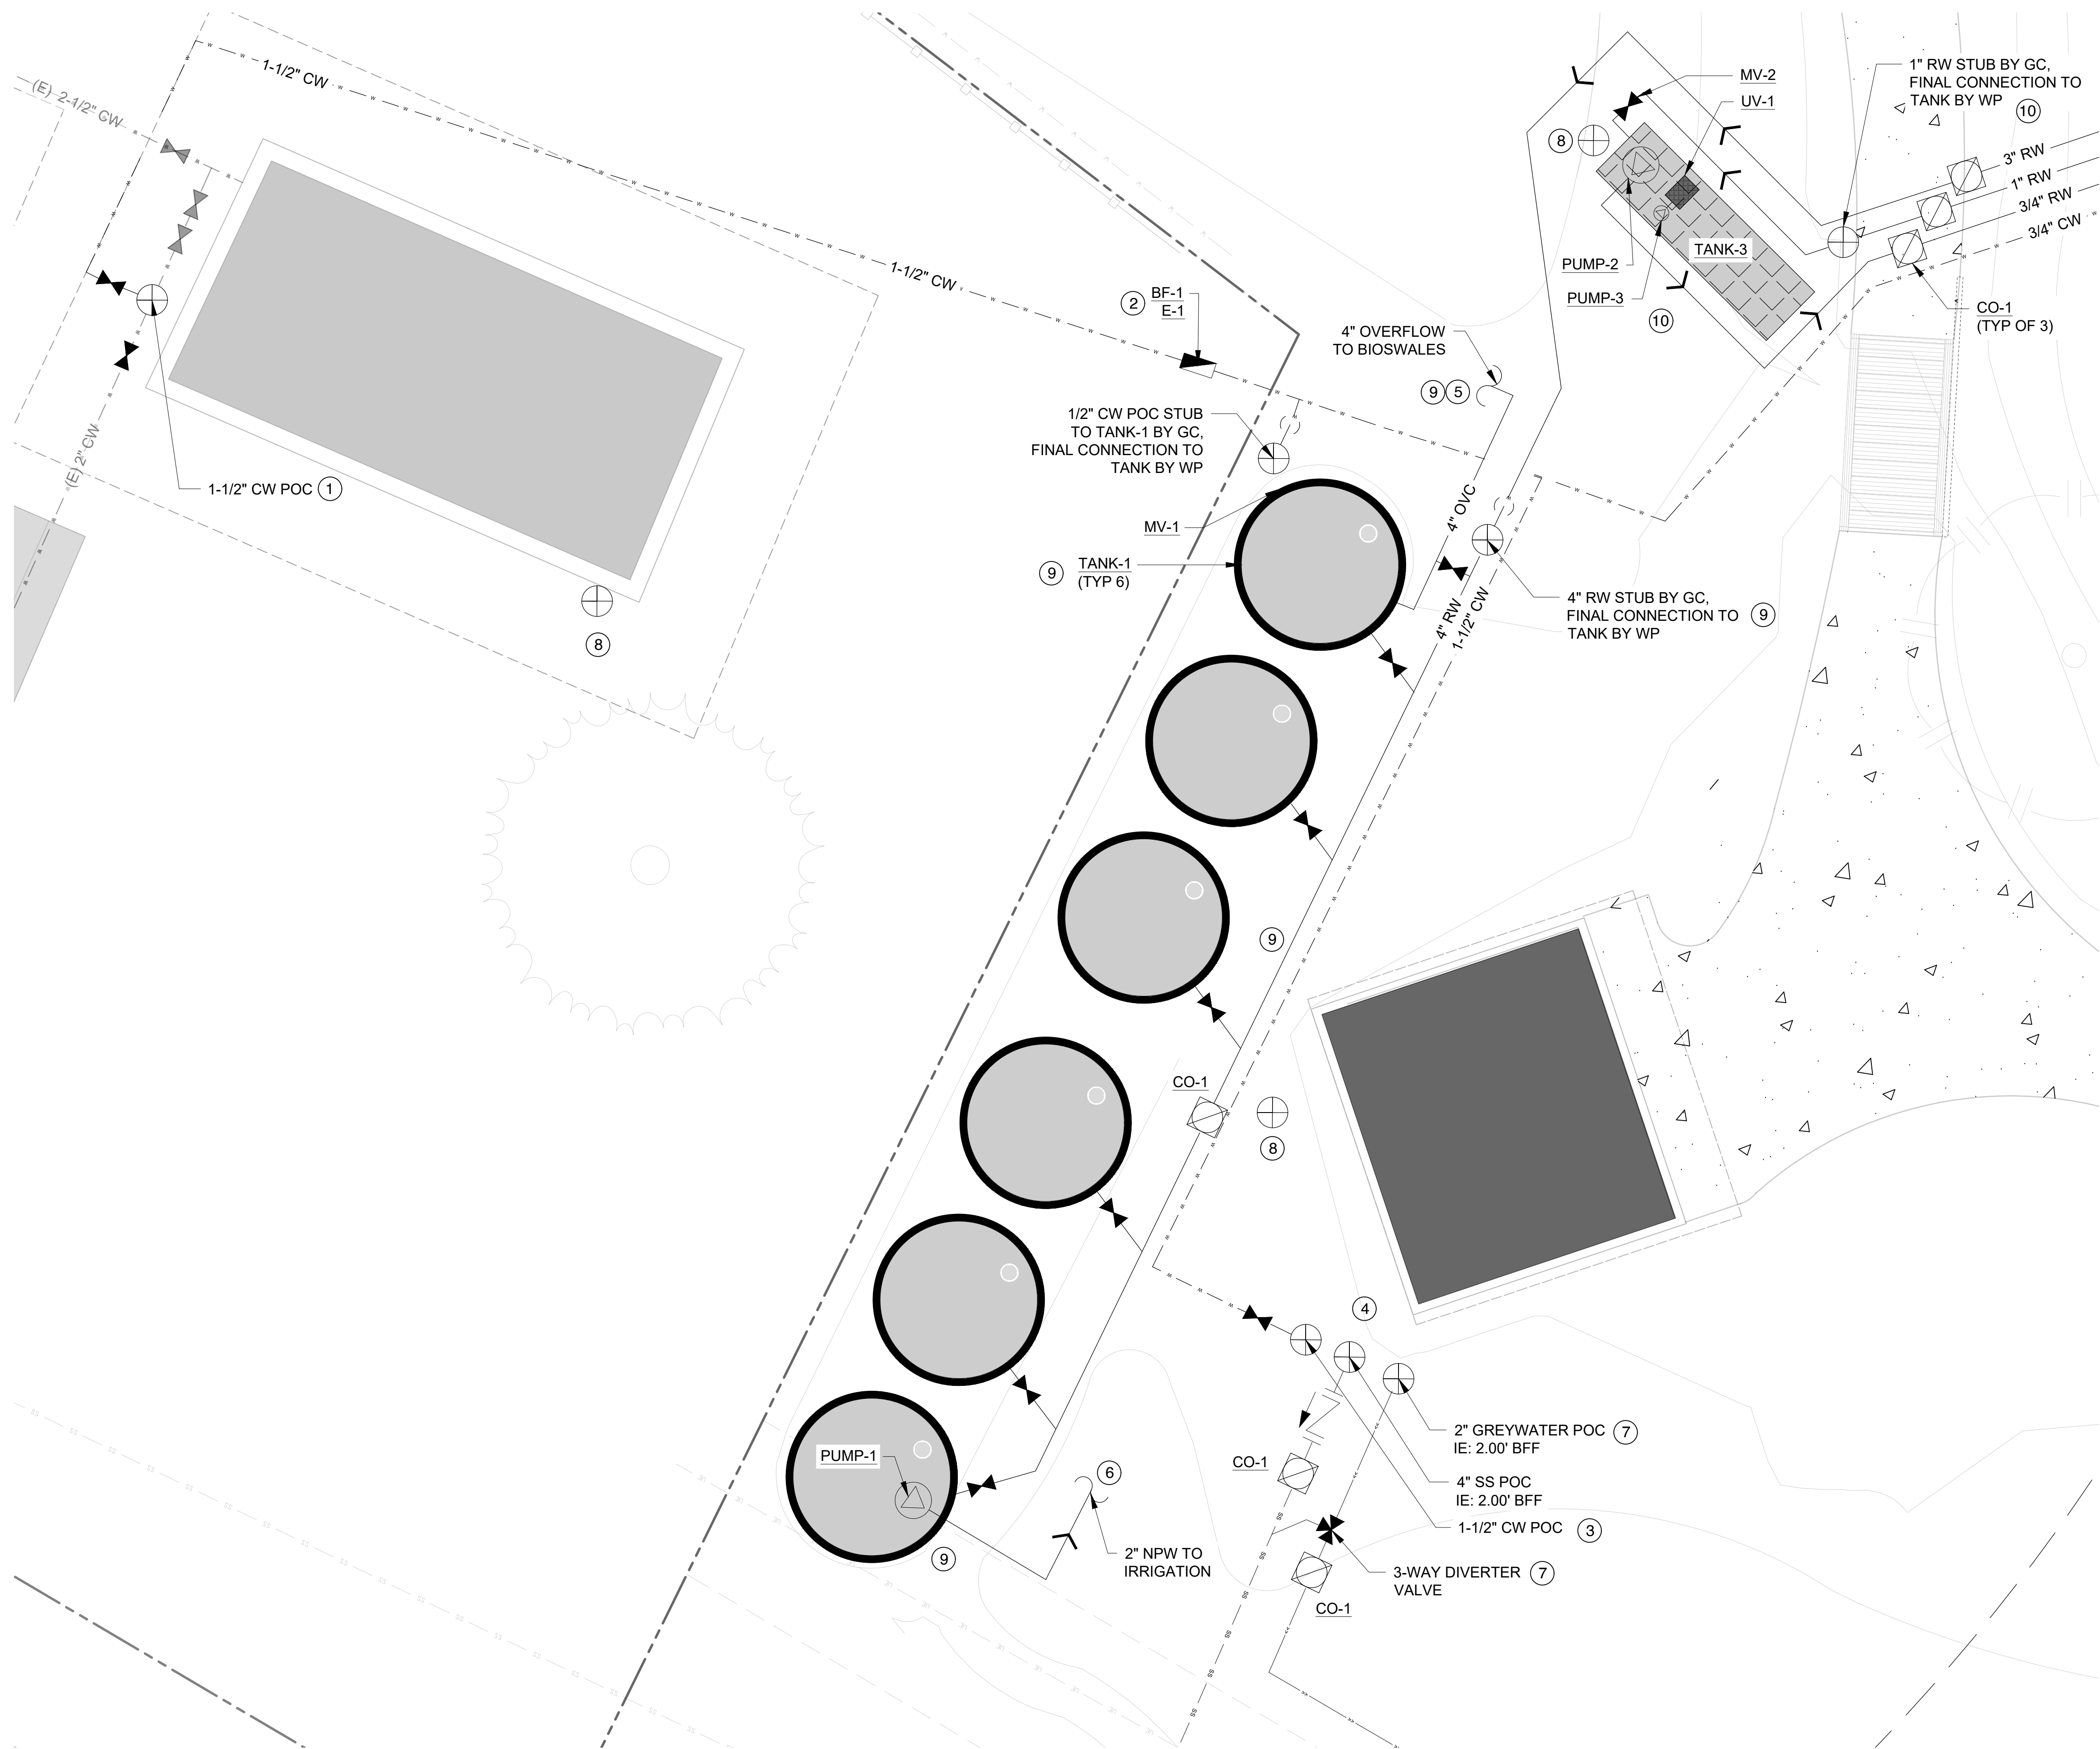 (E) 2-1/2" CW
1-1/2" CW
1-1/2" CW
(E) 2" CW
1-1/2" CW POC 1
8
2 BF-1
E-1
4" OVERFLOW
TO BIOSWALES
9 5
1/2" CW POC STUB
TO TANK-1 BY GC,
FINAL CONNECTION TO
TANK BY WP
MV-1
9 TANK-1
(TYP 6)
4" OVC
4" RW
1-1/2" CW
MV-2
UV-1
8
PUMP-2
PUMP-3
10
TANK-3
1" RW STUB BY GC,
FINAL CONNECTION TO
TANK BY WP 10
3" RW
1" RW
3/4" RW
3/4" CW
CO-1
(TYP OF 3)
4" RW STUB BY GC,
FINAL CONNECTION TO 9
TANK BY WP
9
CO-1
8
4
PUMP-1
9
6
2" NPW TO
IRRIGATION
CO-1
2" GREYWATER POC 7
IE: 2.00' BFF
4" SS POC
IE: 2.00' BFF
1-1/2" CW POC 3
3-WAY DIVERTER 7
VALVE
CO-1